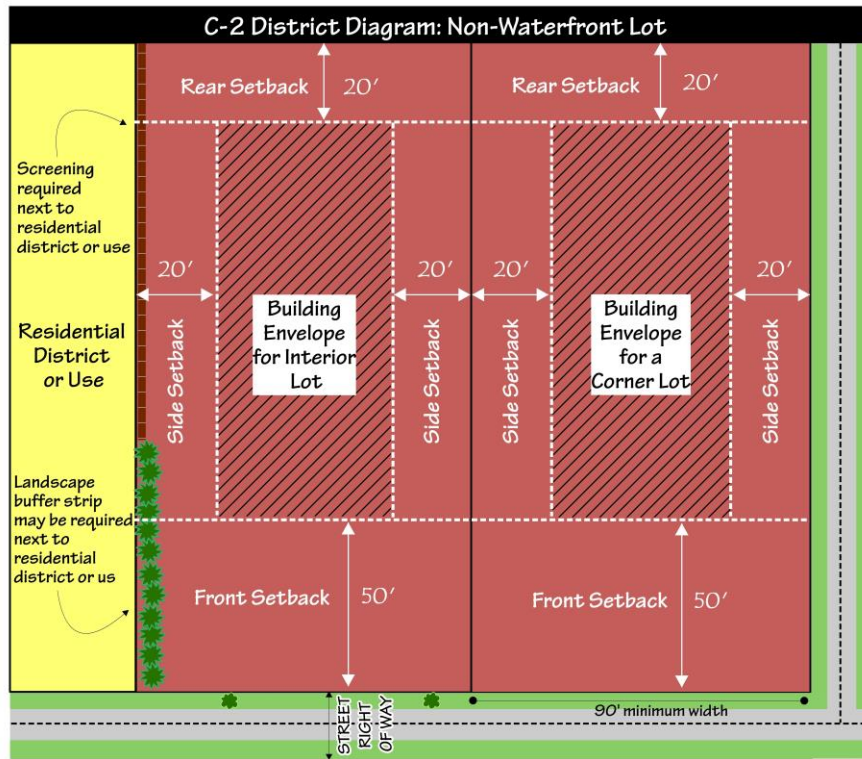 C-2 District Diagram: Non-Waterfront Lot
Rear Setback 20'
Rear Setback 20'
Screening
required
next to
residential
district or use
20'
20'
20'
20'
Residential
District
or Use
Side Setback
Building
Envelope
for Interior
Lot
Side Setback
Side Setback
Building
Envelope
for a
Corner Lot
Side Setback
Landscape
buffer strip
may be required
next to
residential
district or us
Front Setback 50'
Front Setback 50'
STREET
RIGHT
OF WAY
90' minimum width